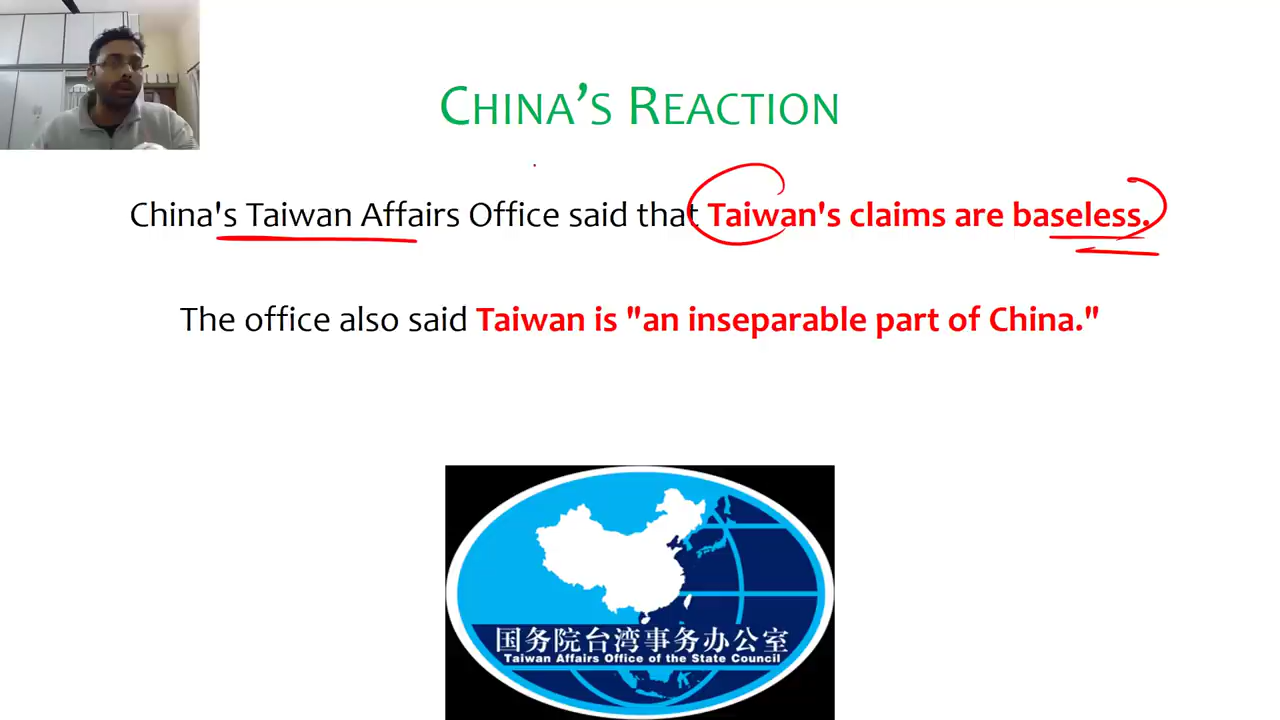 China's Reaction
China's Taiwan Affairs Office said that Taiwan's claims are baseless.
The office also said Taiwan is "an inseparable part of China."
国务院台湾事务办公室
Taiwan Affairs Office of the State Council